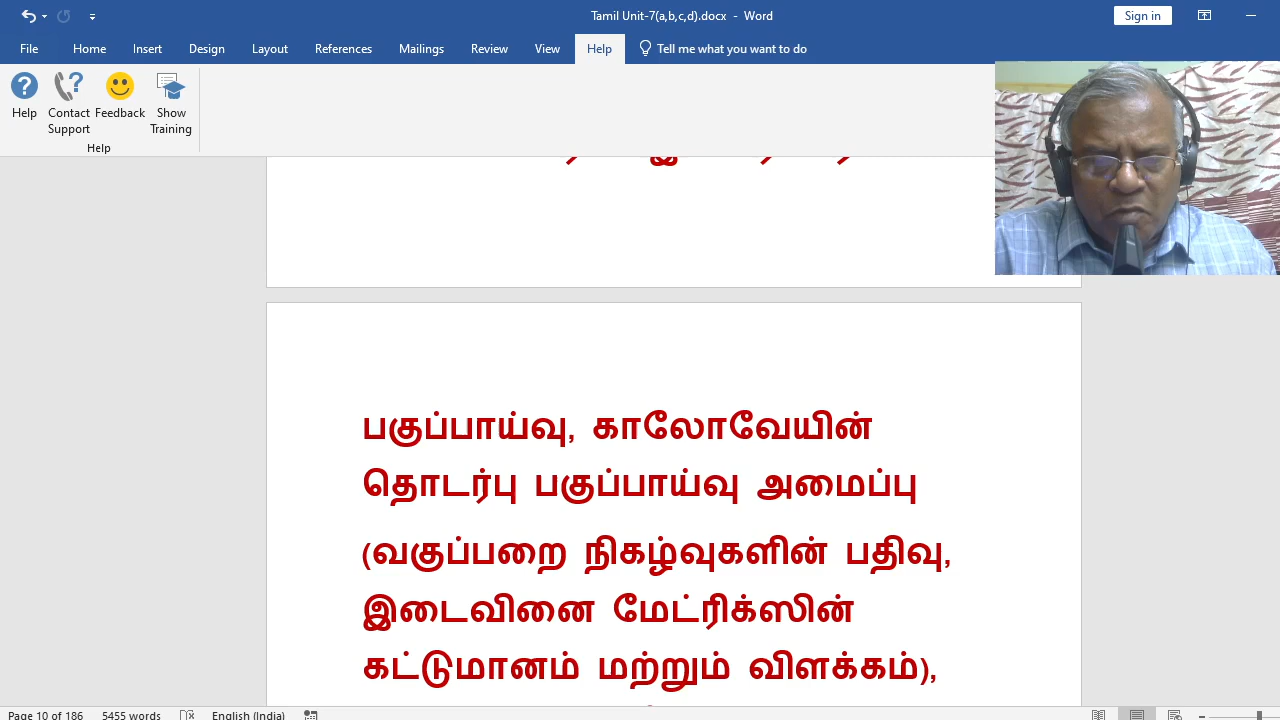 Tamil Unit-7(a,b,c,d).docx - Word
Sign in
File Home Insert Design Layout References Mailings Review View Help Tell me what you want to do
Help Contact Support Feedback Show Training
Help
பகுப்பாய்வு, காலோவேயின்
தொடர்பு பகுப்பாய்வு அமைப்பு
(வகுப்பறை நிகழ்வுகளின் பதிவு,
இடைவினை மேட்ரிக்ஸின்
கட்டுமானம் மற்றும் விளக்கம்),
Page 10 of 186 5455 words English (India)